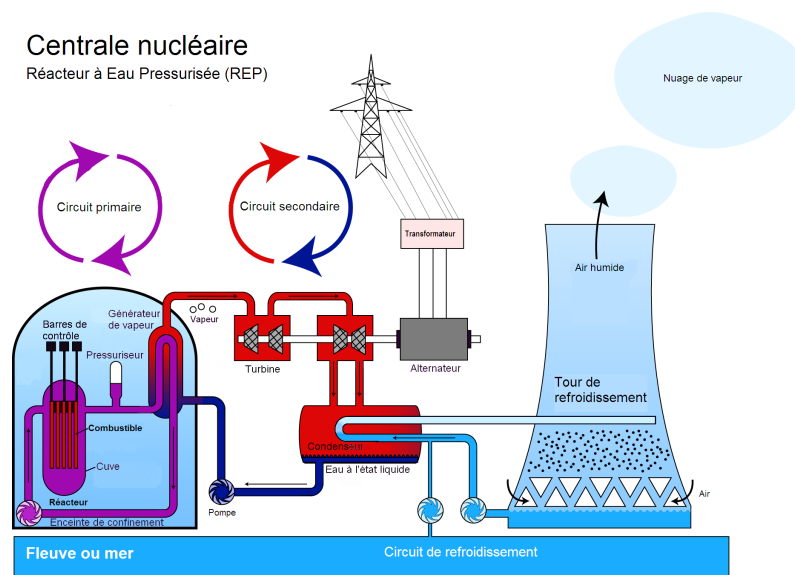 Centrale nucléaire
Réacteur à Eau Pressurisée (REP)
Nuage de vapeur
Circuit primaire
Circuit secondaire
Transformateur
Air humide
Générateur
de vapeur
Vapeur
Barres de
contrôle
Pressuriseur
Turbine
Alternateur
Tour de
refroidissement
Combustible
Cuve
Réacteur
Enceinte de confinement
Eau à l'état liquide
Pompe
Air
Fleuve ou mer
Circuit de refroidissement